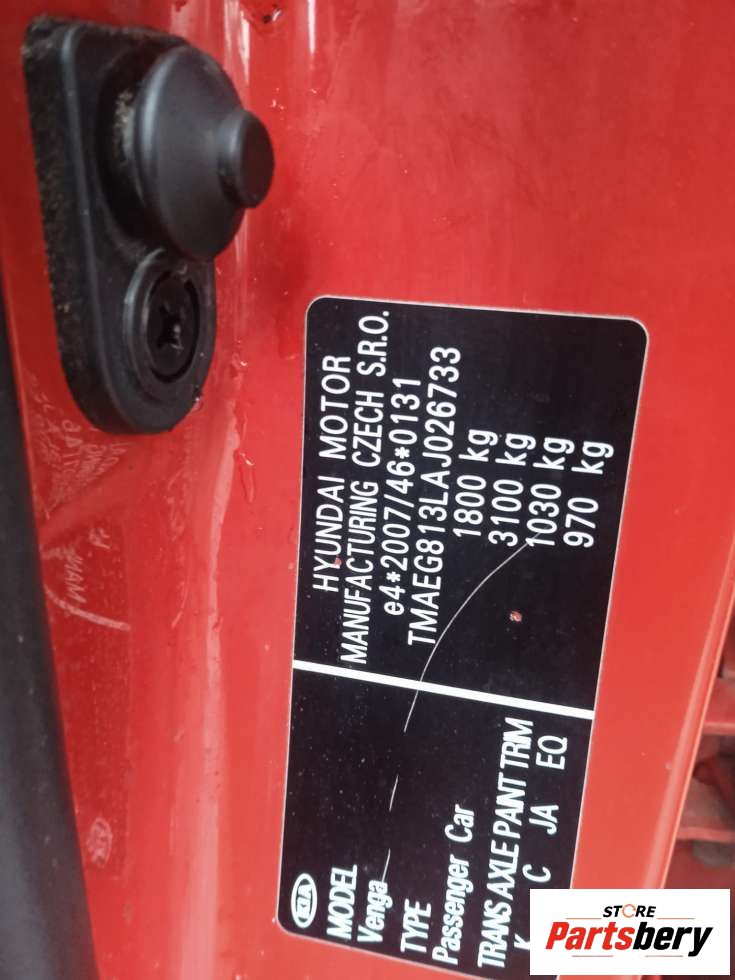 HYUNDAI MOTOR
MANUFACTURING CZECH S.R.O.
e4*2007/46*0131
TMAEG813LAJ026733
1800 kg
3100 kg
1030 kg
970 kg
KIA
MODEL
Venga
TYPE
Passenger Car
TRANS AXLE PAINT TRIM
K C JA EQ
STORE
Partsbery